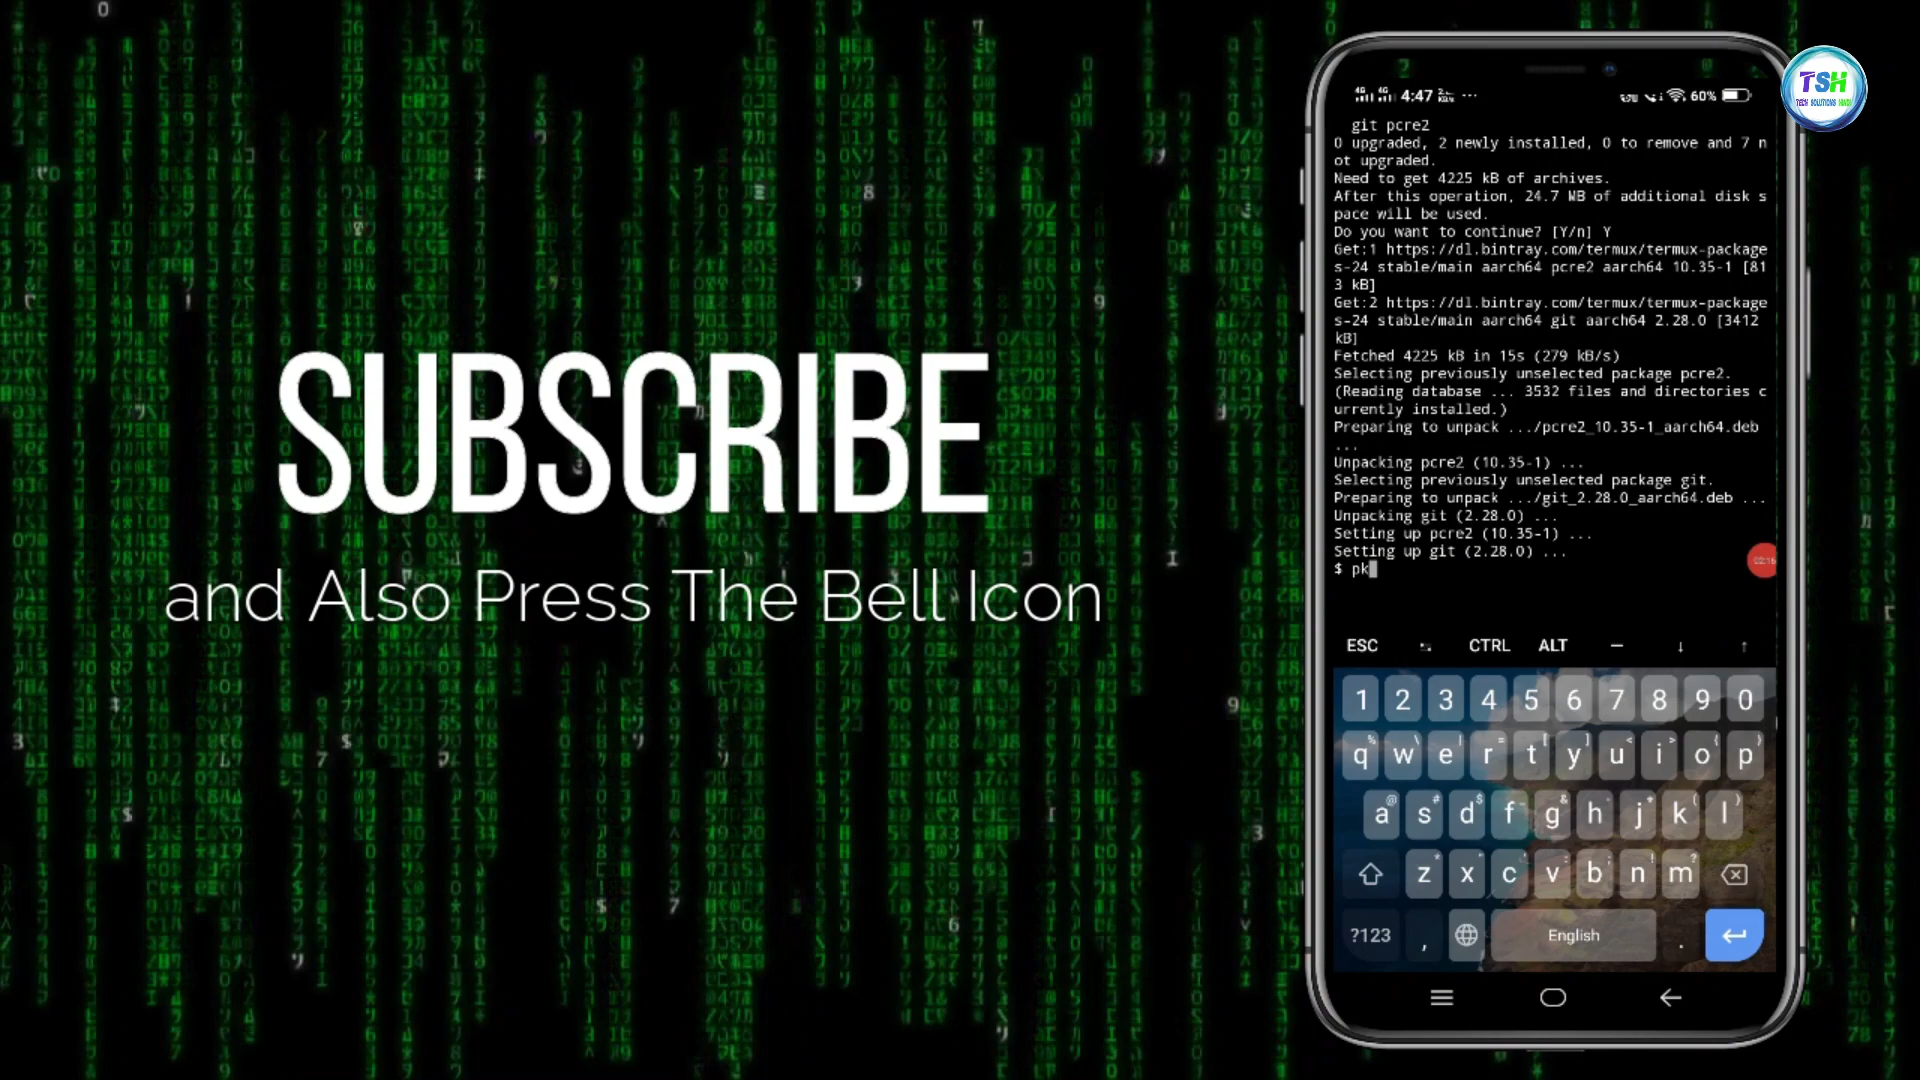 SUBSCRIBE
and Also Press The Bell Icon
TSH
TECH SOLUTIONS HINDI
4:47
60%
git pcre2
0 upgraded, 2 newly installed, 0 to remove and 7 n
ot upgraded.
Need to get 4225 kB of archives.
After this operation, 24.7 MB of additional disk s
pace will be used.
Do you want to continue? [Y/n] Y
Get:1 https://dl.bintray.com/termux/termux-package
s-24 stable/main aarch64 pcre2 aarch64 10.35-1 [81
3 kB]
Get:2 https://dl.bintray.com/termux/termux-package
s-24 stable/main aarch64 git aarch64 2.28.0 [3412
kB]
Fetched 4225 kB in 15s (279 kB/s)
Selecting previously unselected package pcre2.
(Reading database ... 3532 files and directories c
urrently installed.)
Preparing to unpack .../pcre2_10.35-1_aarch64.deb
...
Unpacking pcre2 (10.35-1) ...
Selecting previously unselected package git.
Preparing to unpack .../git_2.28.0_aarch64.deb ...
Unpacking git (2.28.0) ...
Setting up pcre2 (10.35-1) ...
Setting up git (2.28.0) ...
$ pk
02:16
ESC CTRL ALT — ↓ ↑
1 2 3 4 5 6 7 8 9 0
q w e r t y u i o p
a s d f g h j k l
z x c v b n m
?123 , English .